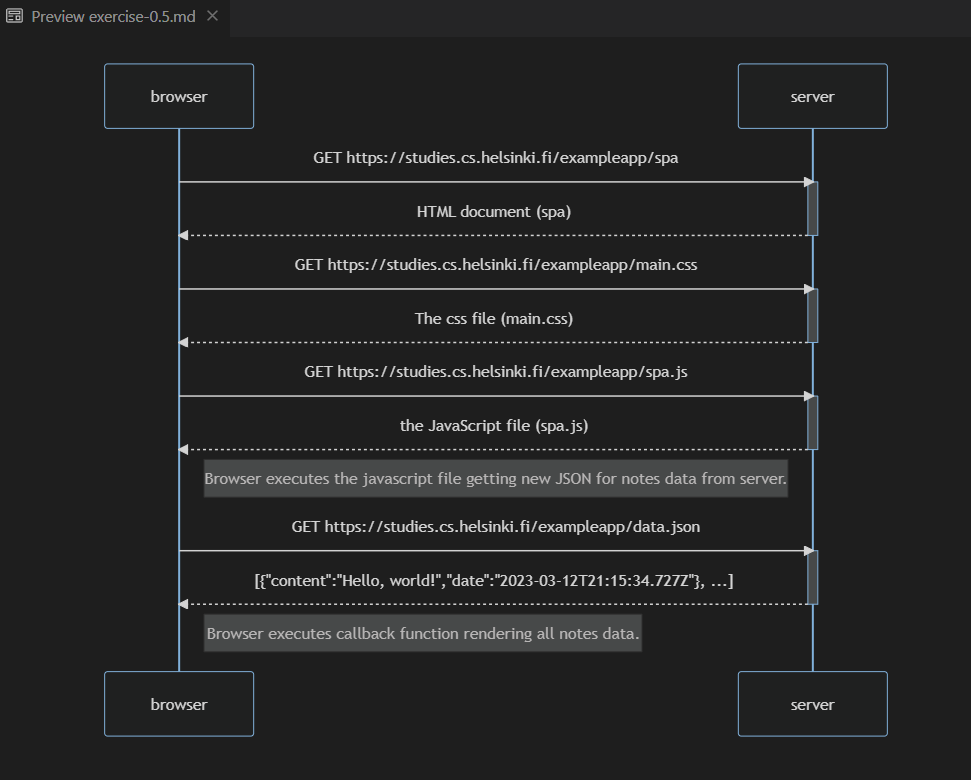 Preview exercise-0.5.md
browser
server
GET https://studies.cs.helsinki.fi/exampleapp/spa
HTML document (spa)
GET https://studies.cs.helsinki.fi/exampleapp/main.css
The css file (main.css)
GET https://studies.cs.helsinki.fi/exampleapp/spa.js
the JavaScript file (spa.js)
Browser executes the javascript file getting new JSON for notes data from server.
GET https://studies.cs.helsinki.fi/exampleapp/data.json
[{"content":"Hello, world!","date":"2023-03-12T21:15:34.727Z"}, ...]
Browser executes callback function rendering all notes data.
browser
server